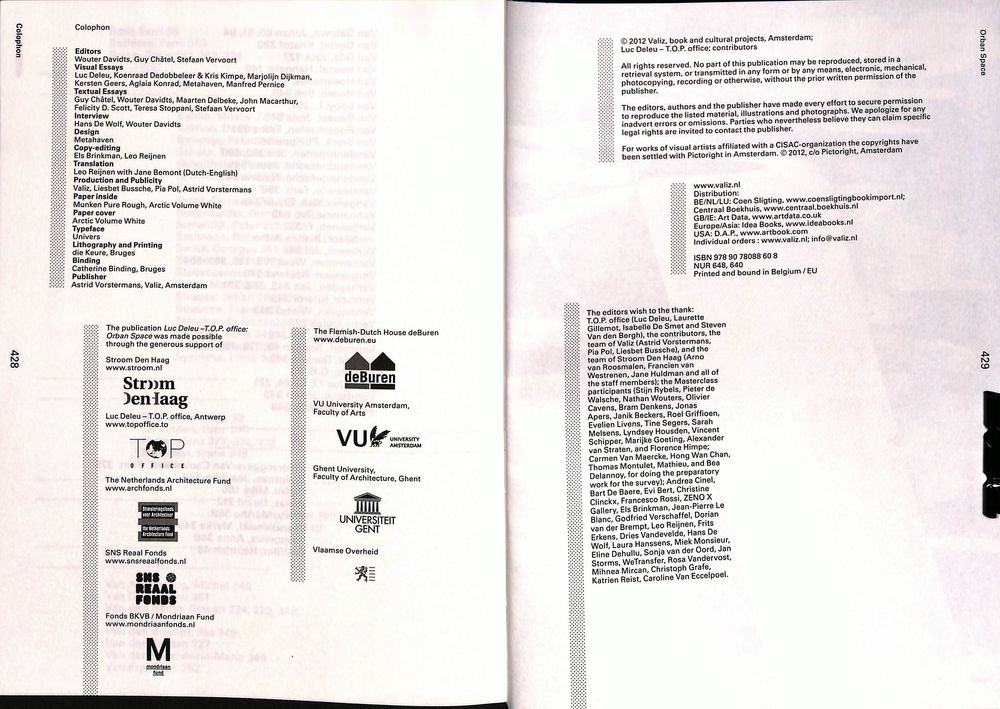 Colophon
Colophon
Editors
Wouter Davidts, Guy Châtel, Stefaan Vervoort
Visual Essays
Luc Deleu, Koenraad Dedobbeleer & Kris Kimpe, Marjolijn Dijkman,
Kersten Geers, Aglaia Konrad, Metahaven, Manfred Pernice
Textual Essays
Guy Châtel, Wouter Davidts, Maarten Delbeke, John Macarthur,
Felicity D. Scott, Teresa Stoppani, Stefaan Vervoort
Interview
Hans De Wolf, Wouter Davidts
Design
Metahaven
Copy-editing
Els Brinkman, Leo Reijnen
Translation
Leo Reijnen with Jane Bemont (Dutch-English)
Production and Publicity
Valiz, Liesbet Bussche, Pia Pol, Astrid Vorstermans
Paper inside
Munken Pure Rough, Arctic Volume White
Paper cover
Arctic Volume White
Typeface
Univers
Lithography and Printing
die Keure, Bruges
Binding
Catherine Binding, Bruges
Publisher
Astrid Vorstermans, Valiz, Amsterdam
428
The publication Luc Deleu –T.O.P. office:
Orban Space was made possible
through the generous support of
Stroom Den Haag
www.stroom.nl
Stroom
Den Haag
Luc Deleu – T.O.P. office, Antwerp
www.topoffice.to
TOP
OFFICE
The Netherlands Architecture Fund
www.archfonds.nl
Stimuleringsfonds
voor Architectuur
the Netherlands
Architecture Fund
SNS Reaal Fonds
www.snsreaalfonds.nl
SNS
REAAL
FONDS
Fonds BKVB / Mondriaan Fund
www.mondriaanfonds.nl
M
mondriaan
fund
The Flemish-Dutch House deBuren
www.deburen.eu
deBuren
VU University Amsterdam,
Faculty of Arts
VU UNIVERSITY
AMSTERDAM
Ghent University,
Faculty of Architecture, Ghent
UNIVERSITEIT
GENT
Vlaamse Overheid
© 2012 Valiz, book and cultural projects, Amsterdam;
Luc Deleu – T.O.P. office; contributors
All rights reserved. No part of this publication may be reproduced, stored in a
retrieval system, or transmitted in any form or by any means, electronic, mechanical,
photocopying, recording or otherwise, without the prior written permission of the
publisher.
The editors, authors and the publisher have made every effort to secure permission
to reproduce the listed material, illustrations and photographs. We apologize for any
inadvert errors or omissions. Parties who nevertheless believe they can claim specific
legal rights are invited to contact the publisher.
For works of visual artists affiliated with a CISAC-organization the copyrights have
been settled with Pictoright in Amsterdam. © 2012, c/o Pictoright, Amsterdam
www.valiz.nl
Distribution:
BE/NL/LU: Coen Sligting, www.coensligtingbookimport.nl;
Centraal Boekhuis, www.centraal.boekhuis.nl
GB/IE: Art Data, www.artdata.co.uk
Europe/Asia: Idea Books, www.ideabooks.nl
USA: D.A.P., www.artbook.com
Individual orders : www.valiz.nl; info@valiz.nl
ISBN 978 90 78088 60 8
NUR 648, 640
Printed and bound in Belgium / EU
The editors wish to the thank:
T.O.P. office (Luc Deleu, Laurette
Gillemot, Isabelle De Smet and Steven
Van den Bergh), the contributors, the
team of Valiz (Astrid Vorstermans,
Pia Pol, Liesbet Bussche), and the
team of Stroom Den Haag (Arno
van Roosmalen, Francien van
Westrenen, Jane Huldman and all of
the staff members); the Masterclass
participants (Stijn Rybels, Pieter de
Walsche, Nathan Wouters, Olivier
Cavens, Bram Denkens, Jonas
Apers, Janik Beckers, Roel Griffioen,
Evelien Livens, Tine Segers, Sarah
Melsens, Lyndsey Housden, Vincent
Schipper, Marijke Goeting, Alexander
van Straten, and Florence Himpe;
Carmen Van Maercke, Hong Wan Chan,
Thomas Montulet, Mathieu, and Bea
Delannoy, for doing the preparatory
work for the survey); Andrea Cinel,
Bart De Baere, Evi Bert, Christine
Clinckx, Francesco Rossi, ZENO X
Gallery, Els Brinkman, Jean-Pierre Le
Blanc, Godfried Verschaffel, Dorian
van der Brempt, Leo Reijnen, Frits
Erkens, Dries Vandevelde, Hans De
Wolf, Laura Hanssens, Miek Monsieur,
Eline Dehullu, Sonja van der Oord, Jan
Storms, WeTransfer, Rosa Vandervost,
Mihnea Mircan, Christoph Grafe,
Katrien Reist, Caroline Van Eccelpoel.
Orban Space
429